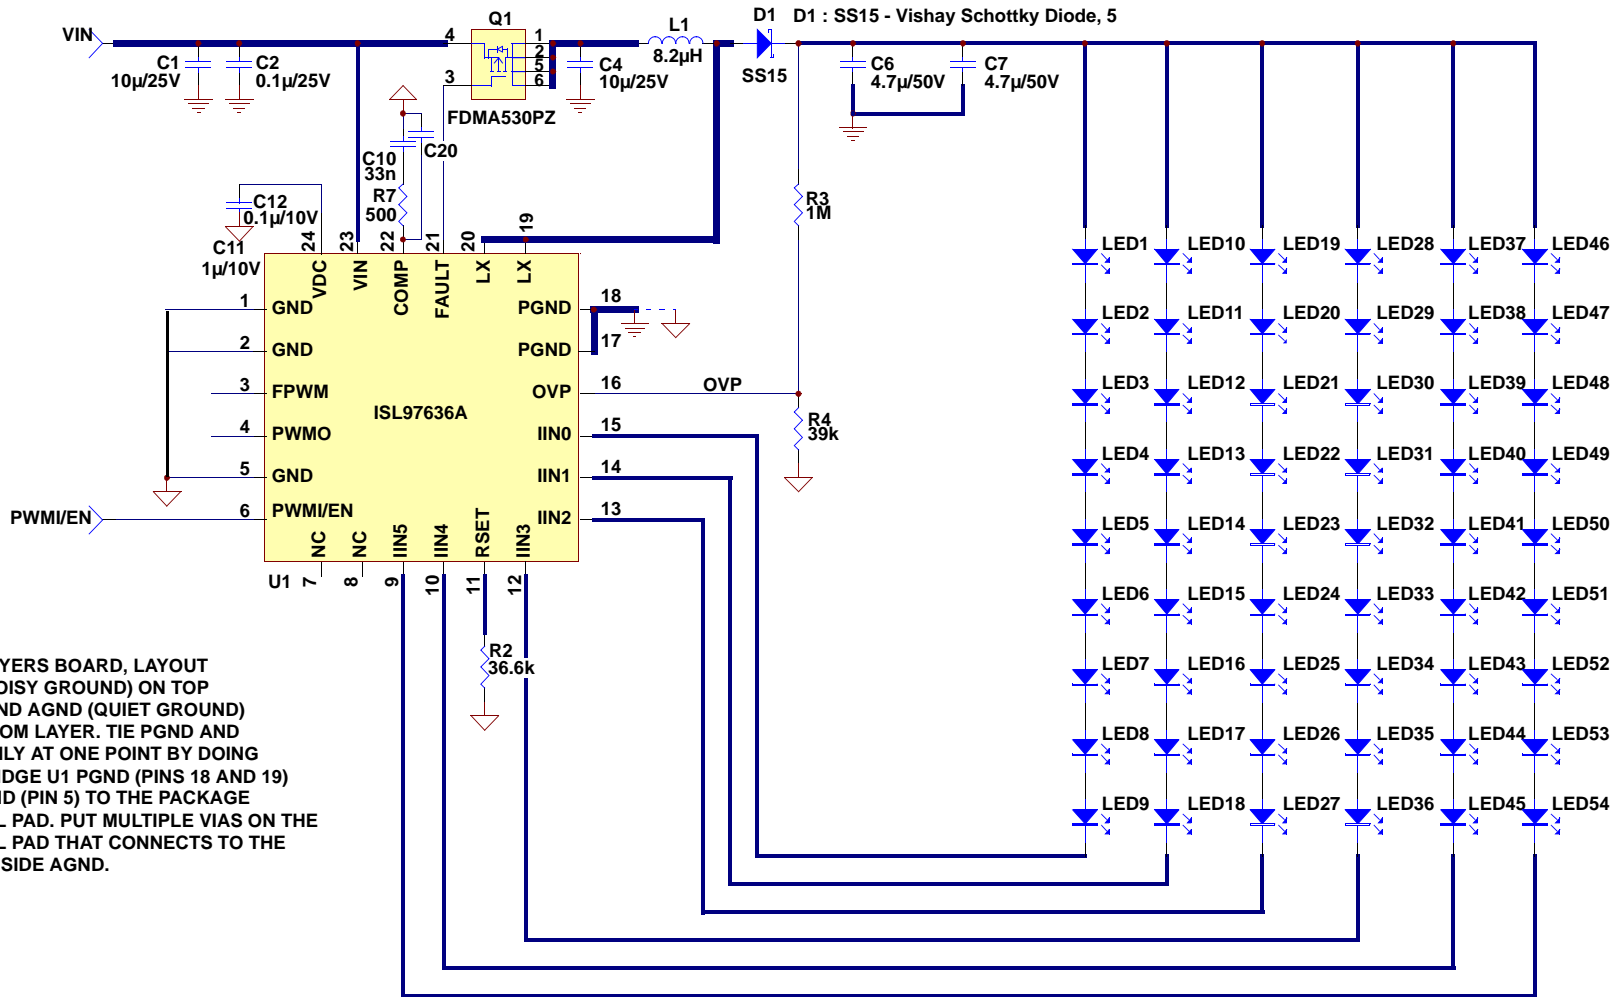 D1 D1 : SS15 - Vishay Schottky Diode, 5
VIN
Q1
L1
4
1
2
5
6
3
8.2µH
SS15
C1
10µ/25V
C2
0.1µ/25V
C4
10µ/25V
C6
4.7µ/50V
C7
4.7µ/50V
FDMA530PZ
C20
C10
33n
R7
500
C12
0.1µ/10V
C11
1µ/10V
R3
1M
24
23
22
21
20
19
VDC
VIN
COMP
FAULT
LX
LX
1 GND
2 GND
3 FPWM
4 PWMO
5 GND
PWMI/EN
6 PWMI/EN
ISL97636A
PGND 18
PGND 17
OVP 16 OVP
IIN0 15
IIN1 14
IIN2 13
R4
39k
NC
NC
IIN5
IIN4
RSET
IIN3
U1
7
8
9
10
11
12
R2
36.6k
LED1 LED10 LED19 LED28 LED37 LED46
LED2 LED11 LED20 LED29 LED38 LED47
LED3 LED12 LED21 LED30 LED39 LED48
LED4 LED13 LED22 LED31 LED40 LED49
LED5 LED14 LED23 LED32 LED41 LED50
LED6 LED15 LED24 LED33 LED42 LED51
LED7 LED16 LED25 LED34 LED43 LED52
LED8 LED17 LED26 LED35 LED44 LED53
LED9 LED18 LED27 LED36 LED45 LED54
YERS BOARD, LAYOUT
OISY GROUND) ON TOP
ND AGND (QUIET GROUND)
OM LAYER. TIE PGND AND
NLY AT ONE POINT BY DOING
IDGE U1 PGND (PINS 18 AND 19)
ND (PIN 5) TO THE PACKAGE
L PAD. PUT MULTIPLE VIAS ON THE
L PAD THAT CONNECTS TO THE
SIDE AGND.